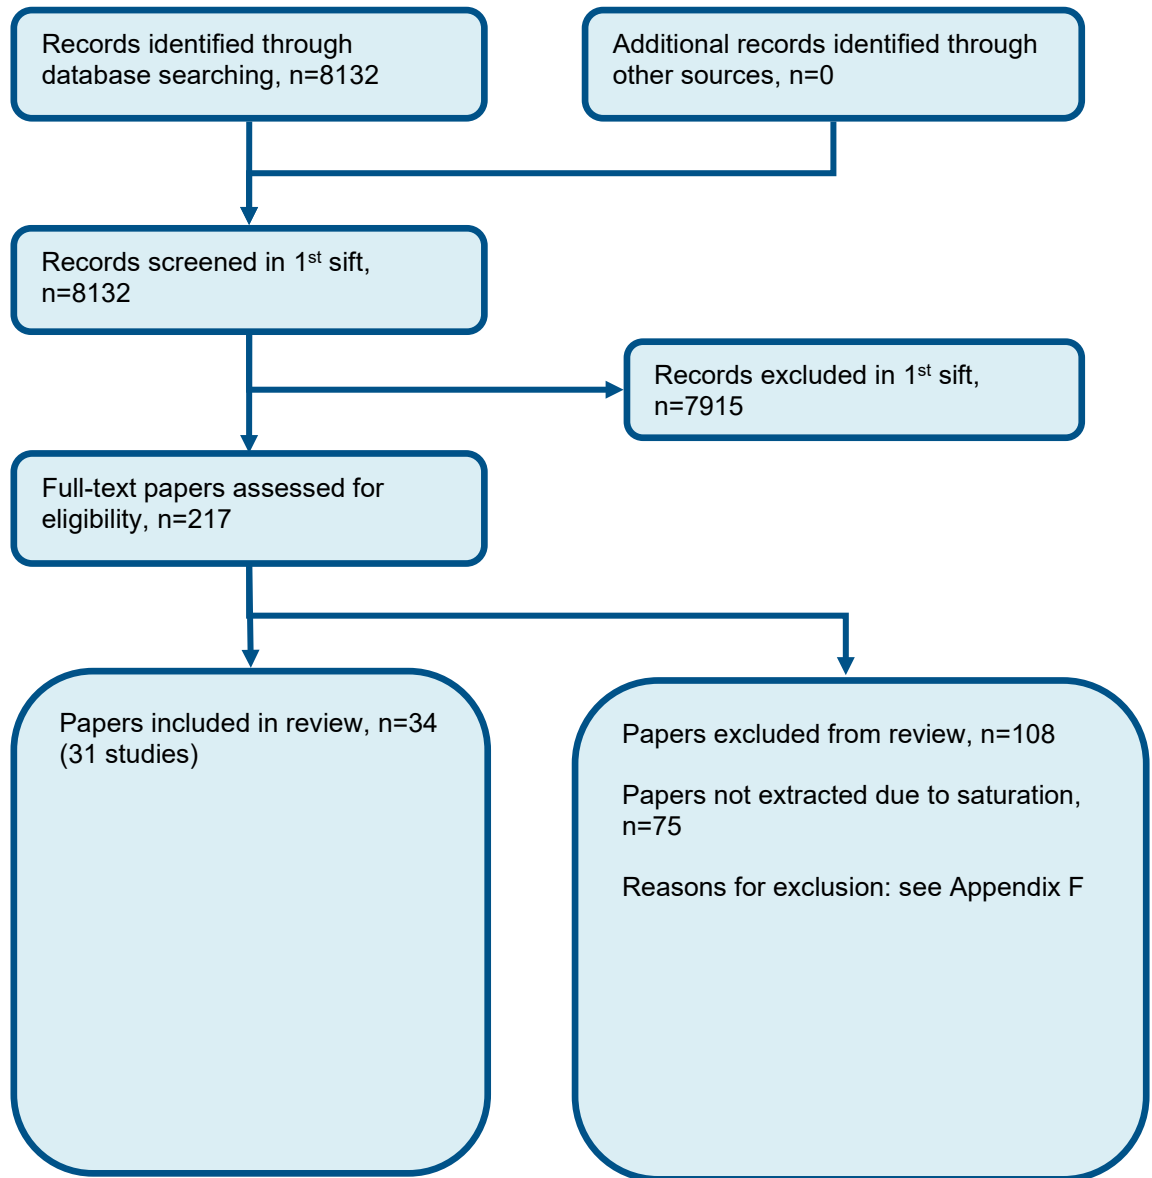 Records identified through
database searching, n=8132
Additional records identified through
other sources, n=0
Records screened in 1st sift,
n=8132
Records excluded in 1st sift,
n=7915
Full-text papers assessed for
eligibility, n=217
Papers included in review, n=34
(31 studies)
Papers excluded from review, n=108
Papers not extracted due to saturation,
n=75
Reasons for exclusion: see Appendix F